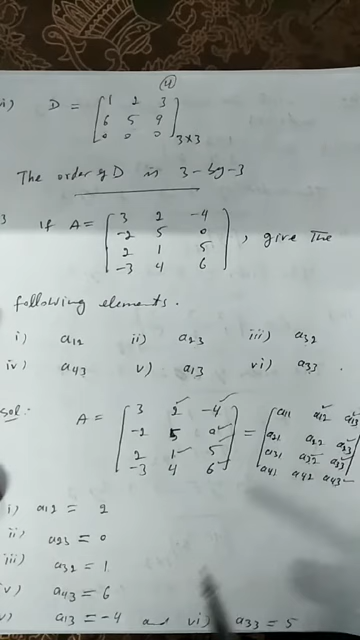 4
ii) D = [1 2 3
6 5 9
0 0 0] 3×3
The order of D is 3-by-3
3 If A = [3 2 -4
-2 5 0
2 1 5
-3 4 6], give the
following elements.
i) a12 ii) a23 iii) a32
iv) a43 v) a13 vi) a33.
Sol: A = [3 2 -4
-2 5 0
2 1 5
-3 4 6] = [a11 a12 a13
a21 a22 a23
a31 a32 a33
a41 a42 a43]
i) a12 = 2
ii) a23 = 0
iii) a32 = 1
iv) a43 = 6
v) a13 = -4 and vi) a33 = 5